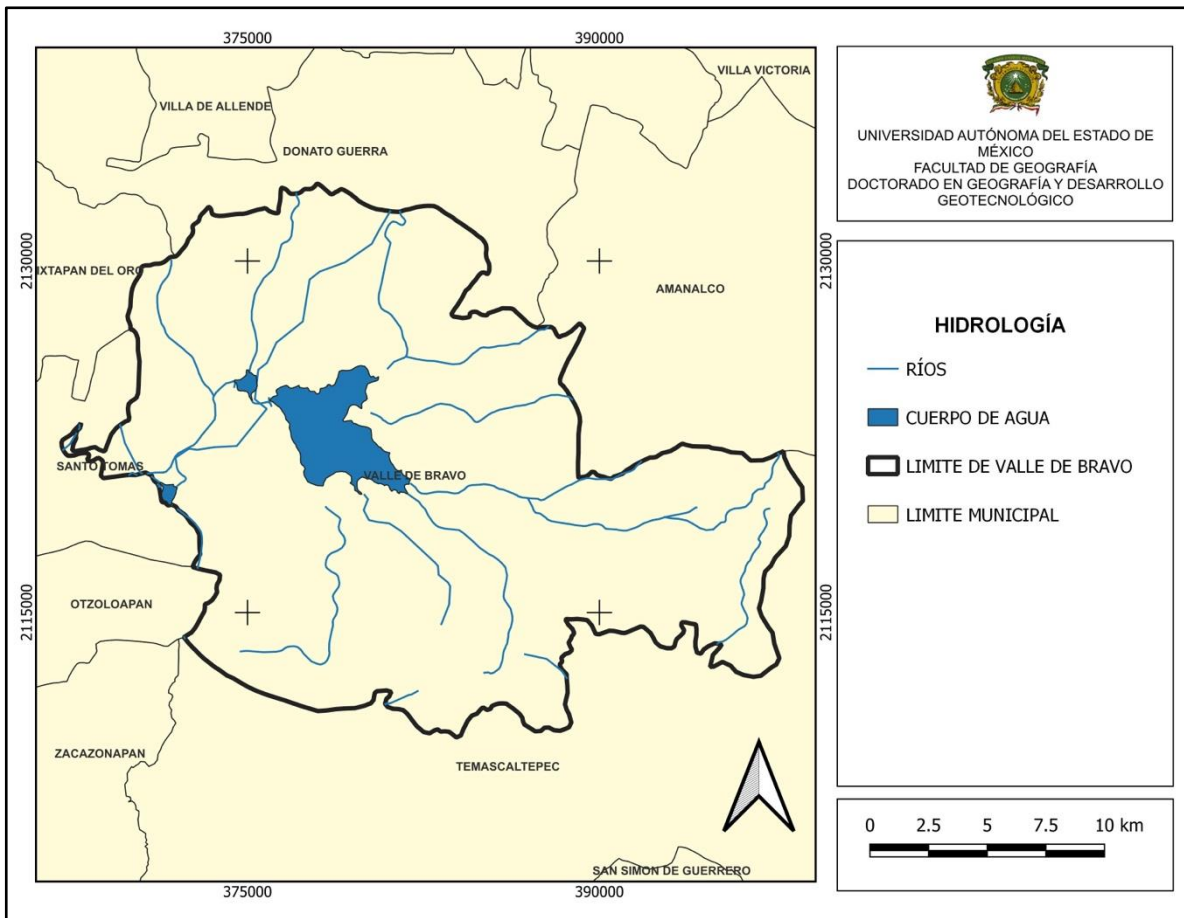 375000
390000
VILLA VICTORIA
VILLA DE ALLENDE
DONATO GUERRA
2130000
IXTAPAN DEL ORO
2130000
AMANALCO
SANTO TOMAS
VALLE DE BRAVO
OTZOLOAPAN
2115000
2115000
ZACAZONAPAN
TEMASCALTEPEC
SAN SIMON DE GUERRERO
375000
390000
UNIVERSIDAD AUTÓNOMA DEL ESTADO DE
MÉXICO
FACULTAD DE GEOGRAFÍA
DOCTORADO EN GEOGRAFÍA Y DESARROLLO
GEOTECNOLÓGICO
HIDROLOGÍA
RÍOS
CUERPO DE AGUA
LIMITE DE VALLE DE BRAVO
LIMITE MUNICIPAL
0 2.5 5 7.5 10 km